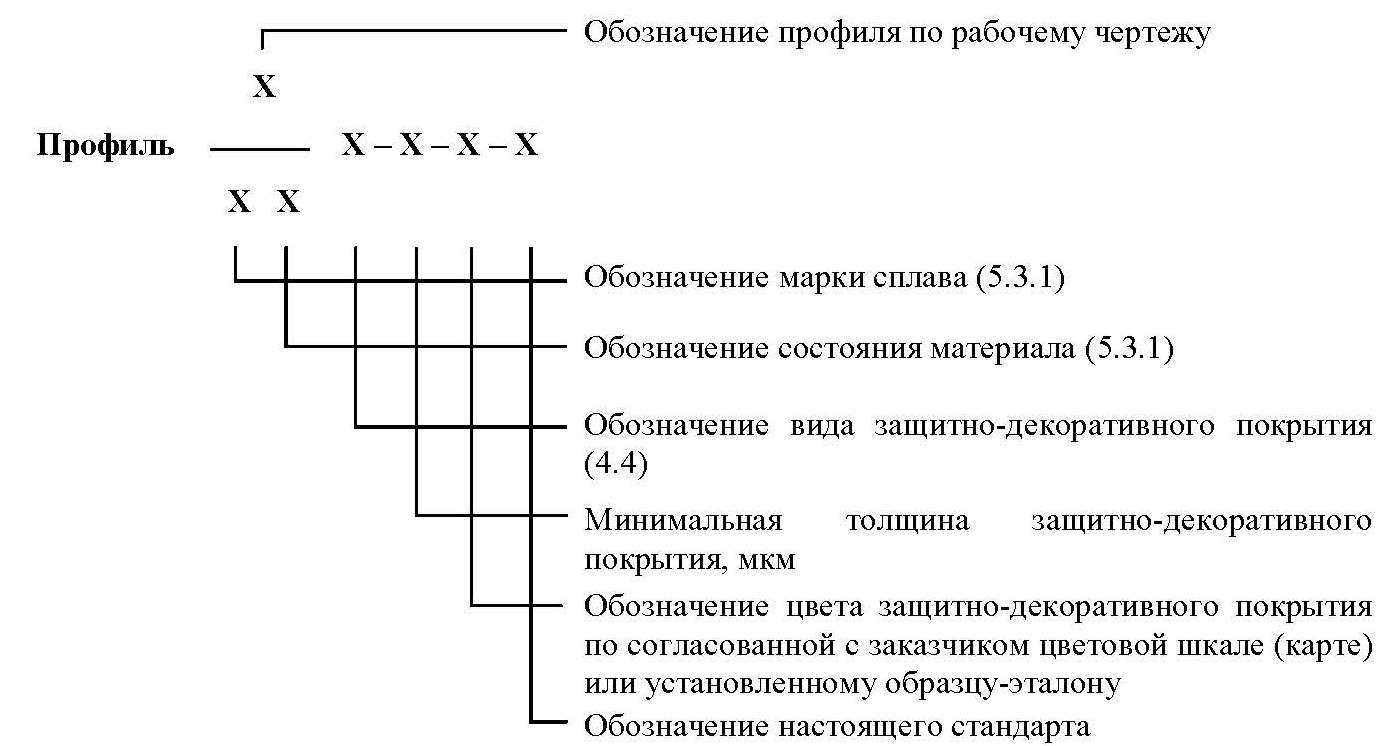 Обозначение профиля по рабочему чертежу
X
Профиль X – X – X – X
X X
Обозначение марки сплава (5.3.1)
Обозначение состояния материала (5.3.1)
Обозначение вида защитно-декоративного покрытия
(4.4)
Минимальная толщина защитно-декоративного
покрытия, мкм
Обозначение цвета защитно-декоративного покрытия
по согласованной с заказчиком цветовой шкале (карте)
или установленному образцу-эталону
Обозначение настоящего стандарта